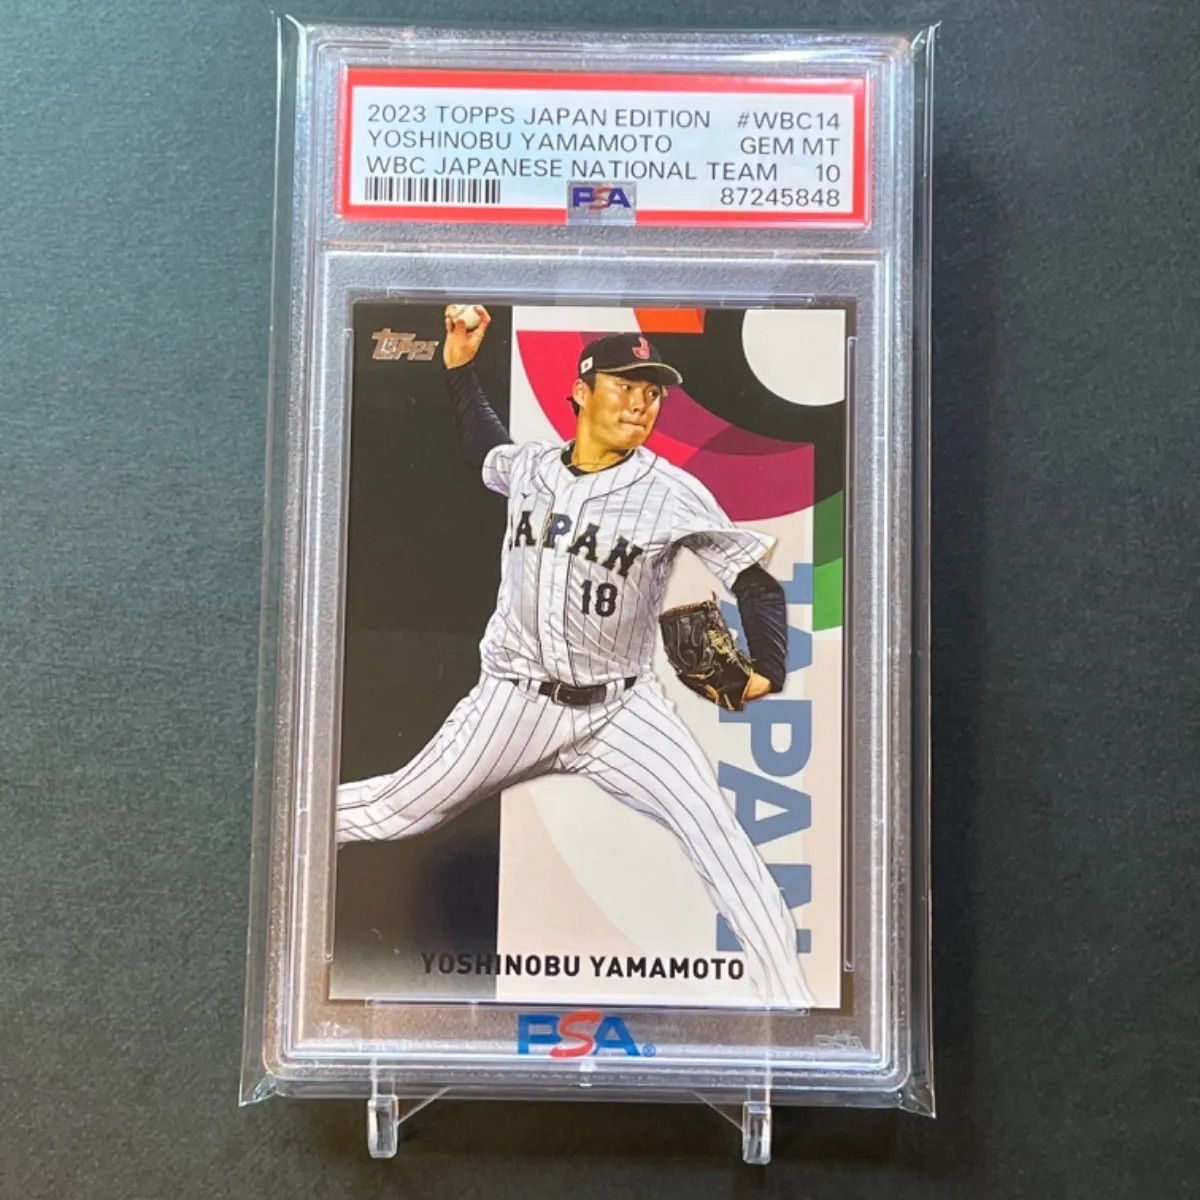 2023 TOPPS JAPAN EDITION #WBC14
YOSHINOBU YAMAMOTO GEM MT
WBC JAPANESE NATIONAL TEAM 10
PSA 87245848
TOPPS
J
JAPAN
18
JAPAN
YOSHINOBU YAMAMOTO
PSA®
PSA